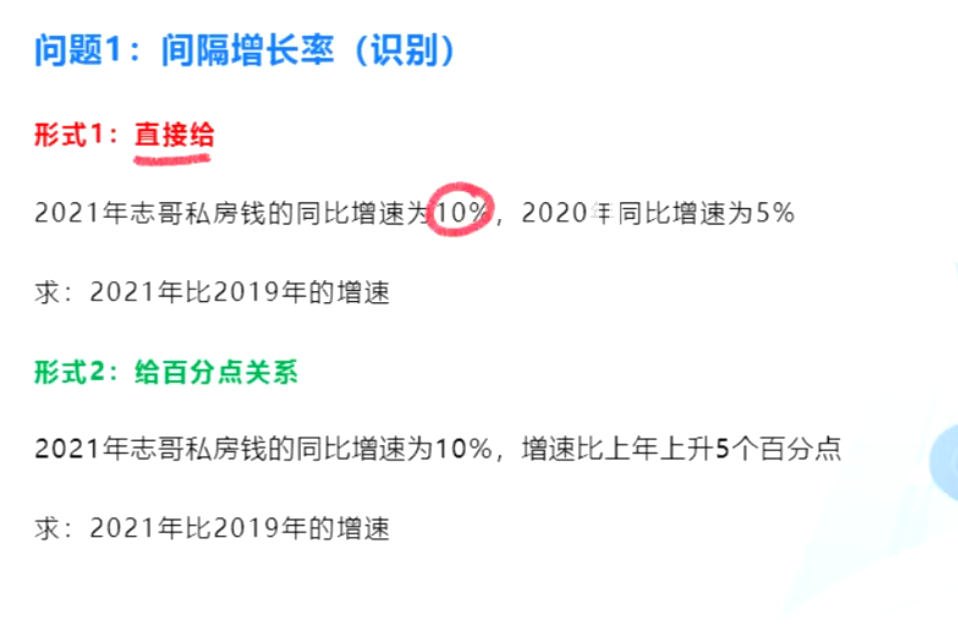 问题1：间隔增长率（识别）
形式1：直接给
2021年志哥私房钱的同比增速为10%，2020年同比增速为5%
求：2021年比2019年的增速
形式2：给百分点关系
2021年志哥私房钱的同比增速为10%，增速比上年上升5个百分点
求：2021年比2019年的增速